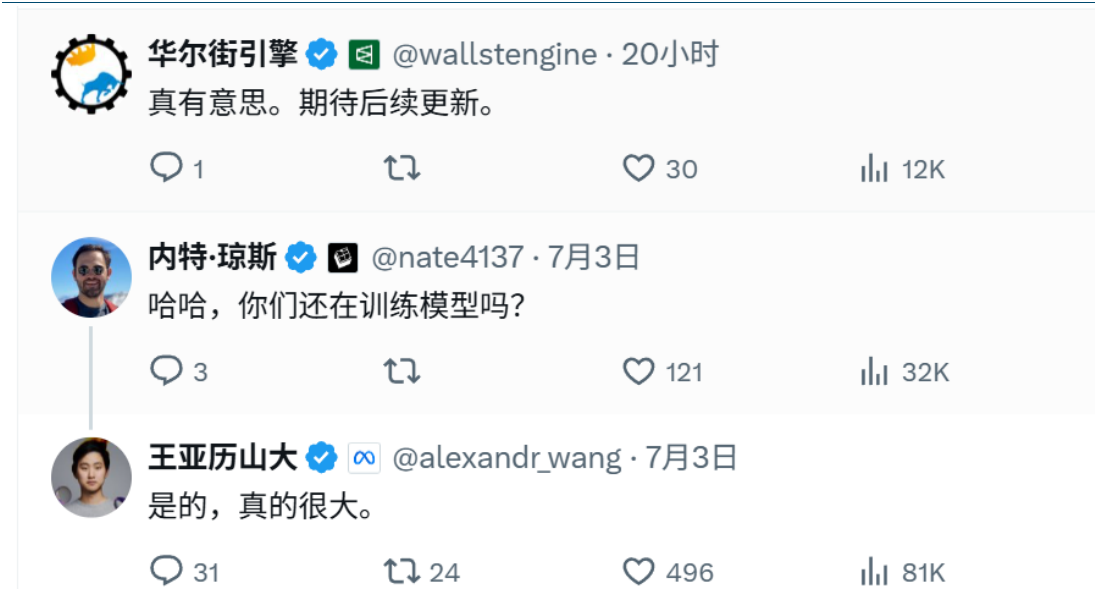 华尔街引擎 @wallstengine · 20小时
真有意思。期待后续更新。
1 30 12K
内特·琼斯 @nate4137 · 7月3日
哈哈，你们还在训练模型吗？
3 121 32K
王亚历山大 @alexandr_wang · 7月3日
是的，真的很大。
31 24 496 81K